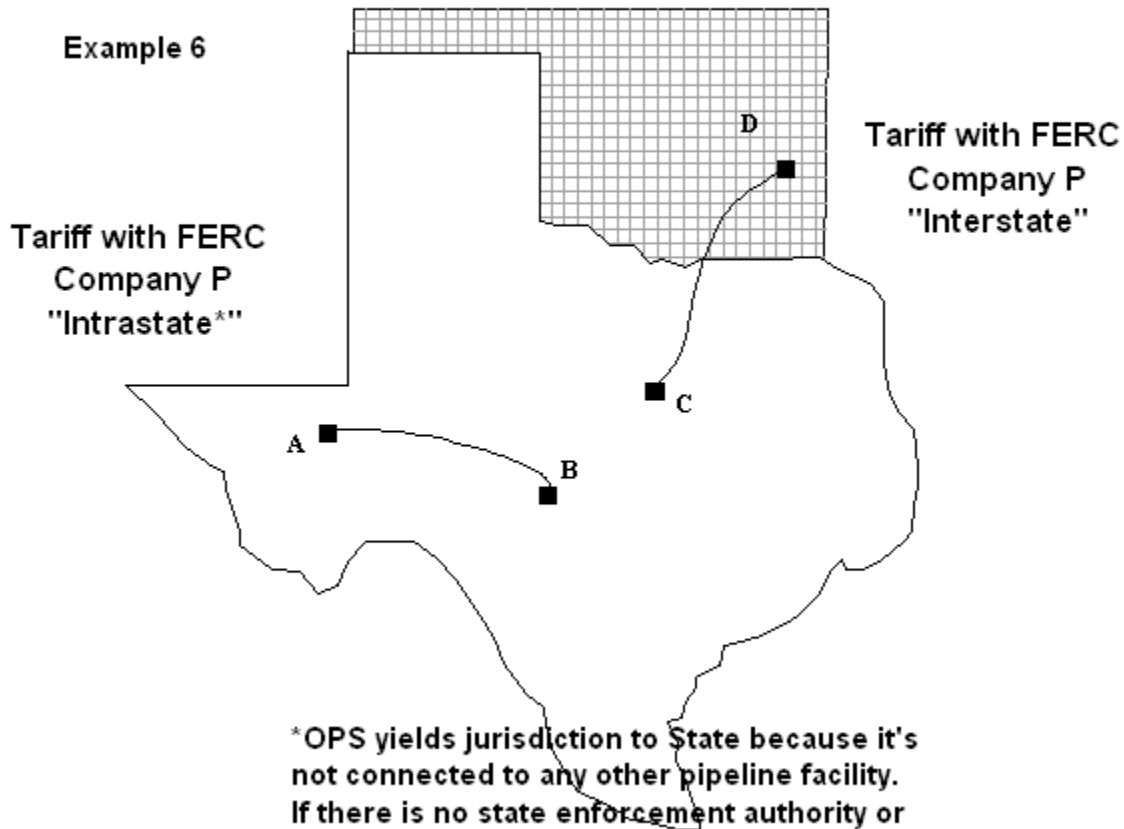 Example 6
D
Tariff with FERC
Company P
"Interstate"
Tariff with FERC
Company P
"Intrastate*"
C
A
B
*OPS yields jurisdiction to State because it's
not connected to any other pipeline facility.
If there is no state enforcement authority or